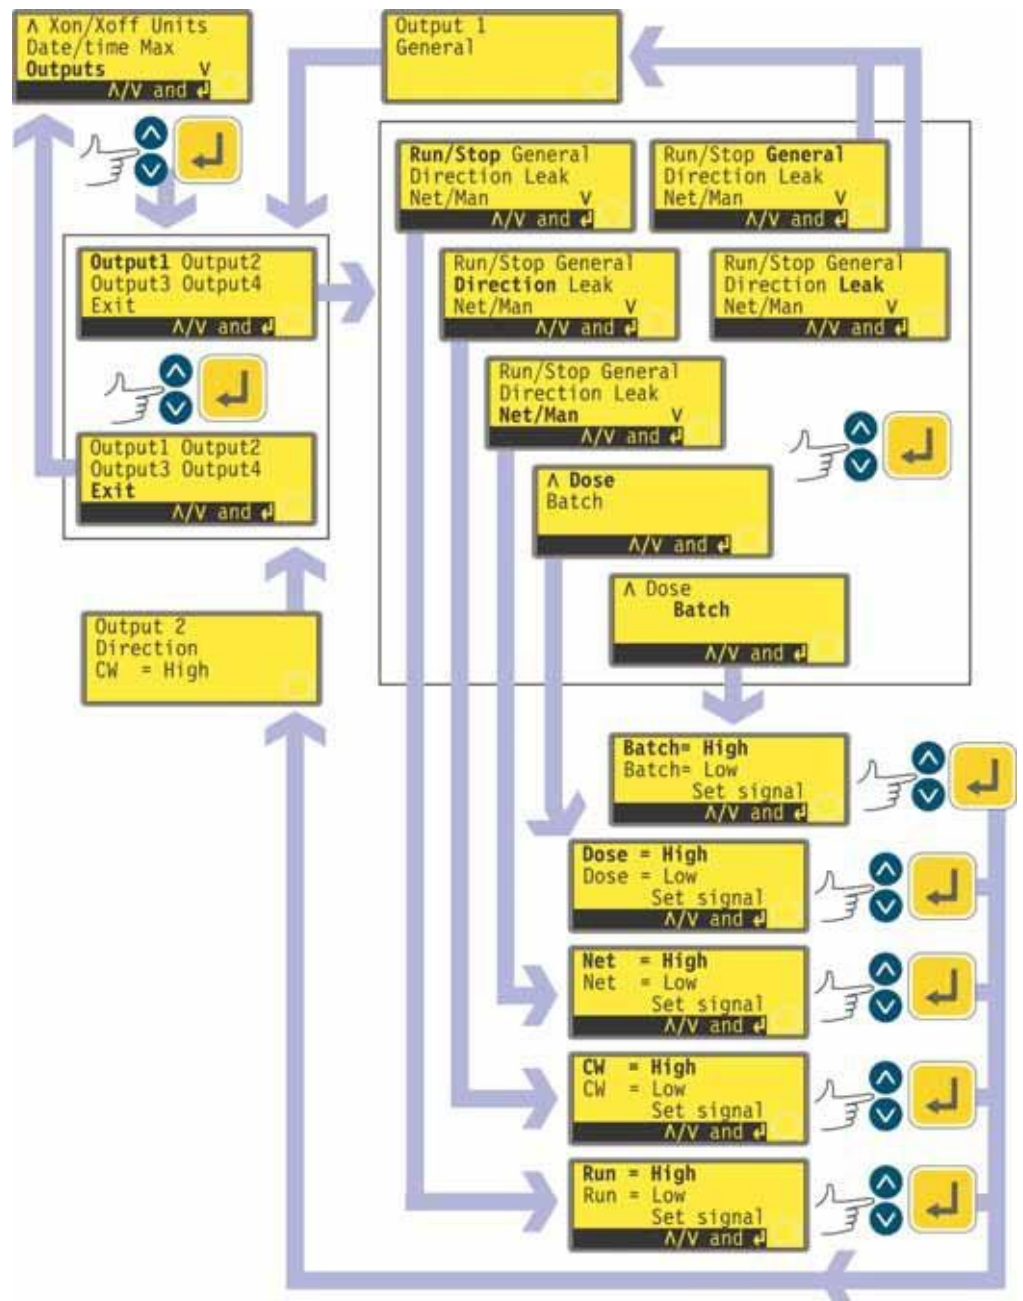 Λ Xon/Xoff Units
Date/time Max
Outputs V
Λ/V and ↵
Output 1
General
Run/Stop General
Direction Leak
Net/Man V
Λ/V and ↵
Run/Stop General
Direction Leak
Net/Man V
Λ/V and ↵
Output1 Output2
Output3 Output4
Exit
Λ/V and ↵
Run/Stop General
Direction Leak
Net/Man V
Λ/V and ↵
Run/Stop General
Direction Leak
Net/Man V
Λ/V and ↵
Run/Stop General
Direction Leak
Net/Man V
Λ/V and ↵
Output1 Output2
Output3 Output4
Exit
Λ/V and ↵
Λ Dose
Batch
Λ/V and ↵
Λ Dose
Batch
Λ/V and ↵
Output 2
Direction
CW = High
Batch= High
Batch= Low
Set signal
Λ/V and ↵
Dose = High
Dose = Low
Set signal
Λ/V and ↵
Net = High
Net = Low
Set signal
Λ/V and ↵
CW = High
CW = Low
Set signal
Λ/V and ↵
Run = High
Run = Low
Set signal
Λ/V and ↵